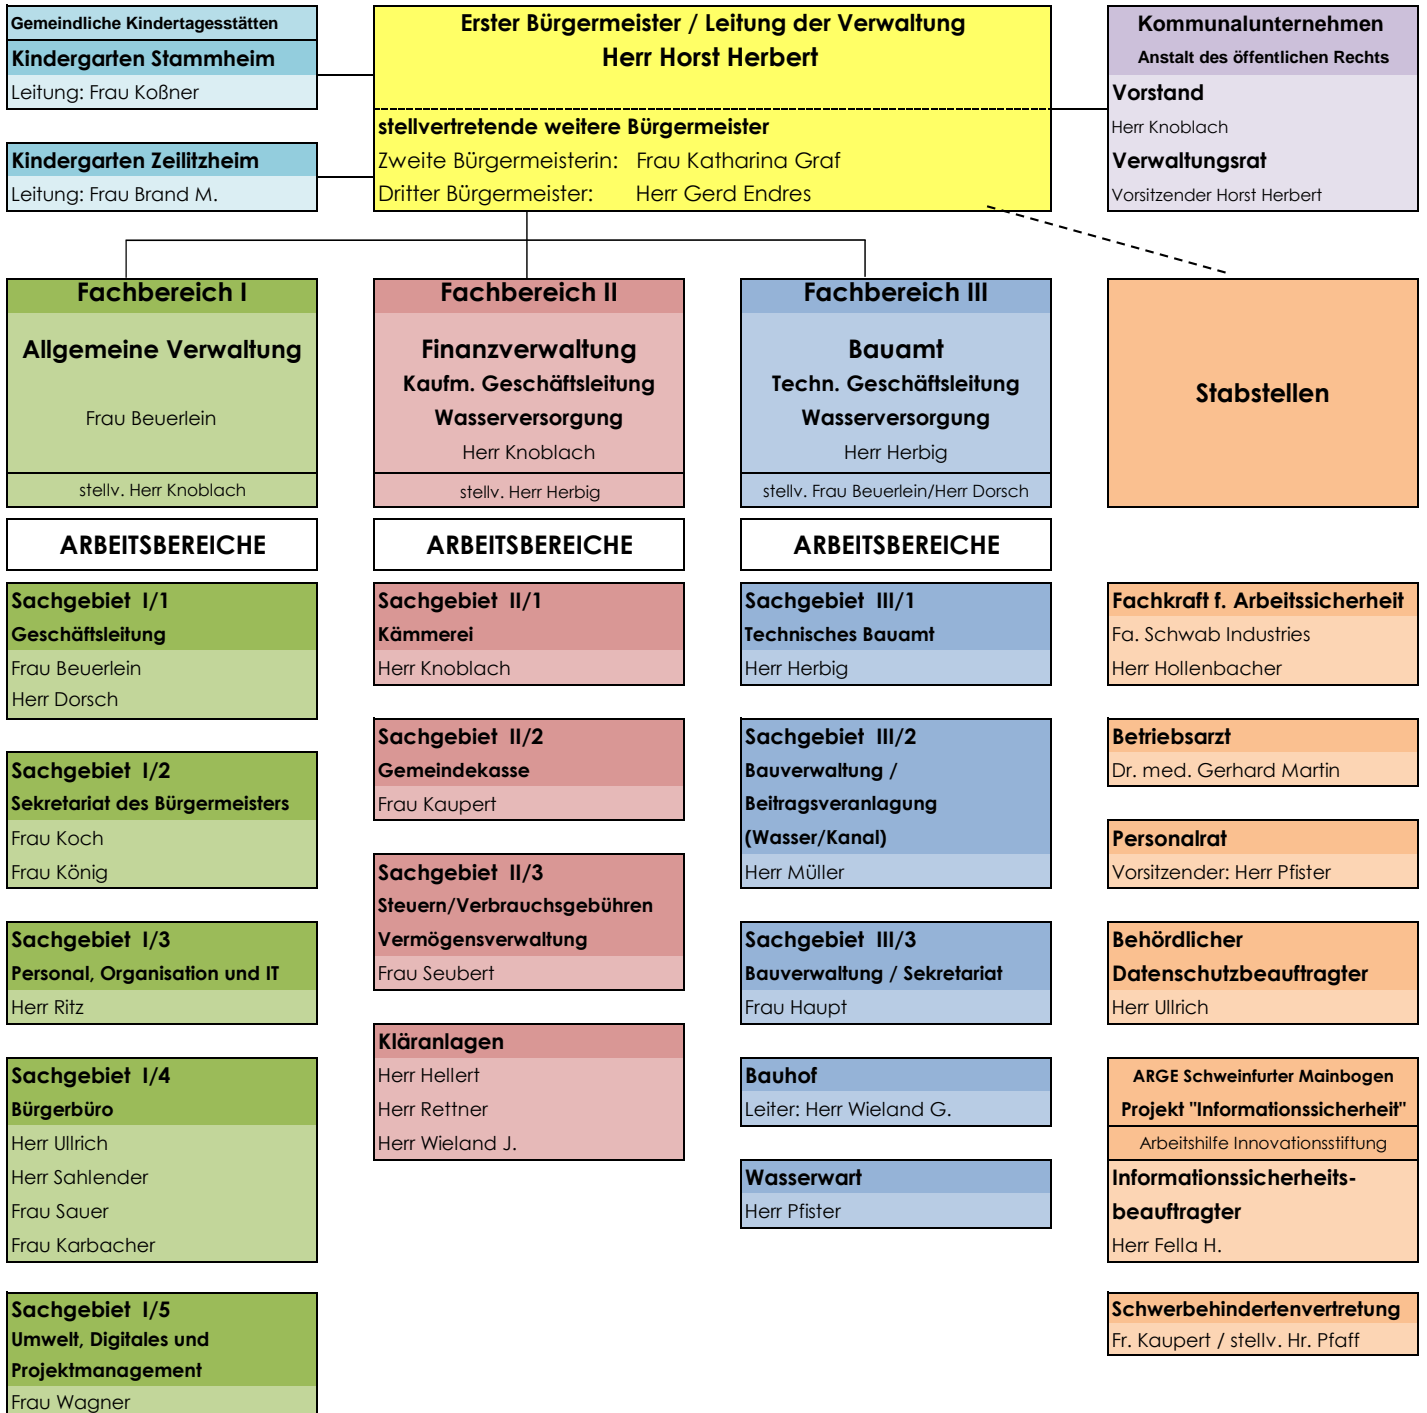 Gemeindliche Kindertagesstätten
Kindergarten Stammheim
Leitung: Frau Koßner
Kindergarten Zeilitzheim
Leitung: Frau Brand M.
Erster Bürgermeister / Leitung der Verwaltung
Herr Horst Herbert
stellvertretende weitere Bürgermeister
Zweite Bürgermeisterin: Frau Katharina Graf
Dritter Bürgermeister: Herr Gerd Endres
Kommunalunternehmen
Anstalt des öffentlichen Rechts
Vorstand
Herr Knoblach
Verwaltungsrat
Vorsitzender Horst Herbert
Fachbereich I
Allgemeine Verwaltung
Frau Beuerlein
stellv. Herr Knoblach
Fachbereich II
Finanzverwaltung
Kaufm. Geschäftsleitung
Wasserversorgung
Herr Knoblach
stellv. Herr Herbig
Fachbereich III
Bauamt
Techn. Geschäftsleitung
Wasserversorgung
Herr Herbig
stellv. Frau Beuerlein/Herr Dorsch
Stabstellen
ARBEITSBEREICHE
ARBEITSBEREICHE
ARBEITSBEREICHE
Sachgebiet I/1
Geschäftsleitung
Frau Beuerlein
Herr Dorsch
Sachgebiet I/2
Sekretariat des Bürgermeisters
Frau Koch
Frau König
Sachgebiet I/3
Personal, Organisation und IT
Herr Ritz
Sachgebiet I/4
Bürgerbüro
Herr Ullrich
Herr Sahlender
Frau Sauer
Frau Karbacher
Sachgebiet I/5
Umwelt, Digitales und
Projektmanagement
Frau Wagner
Sachgebiet II/1
Kämmerei
Herr Knoblach
Sachgebiet II/2
Gemeindekasse
Frau Kaupert
Sachgebiet II/3
Steuern/Verbrauchsgebühren
Vermögensverwaltung
Frau Seubert
Kläranlagen
Herr Hellert
Herr Rettner
Herr Wieland J.
Sachgebiet III/1
Technisches Bauamt
Herr Herbig
Sachgebiet III/2
Bauverwaltung /
Beitragsveranlagung
(Wasser/Kanal)
Herr Müller
Sachgebiet III/3
Bauverwaltung / Sekretariat
Frau Haupt
Bauhof
Leiter: Herr Wieland G.
Wasserwart
Herr Pfister
Fachkraft f. Arbeitssicherheit
Fa. Schwab Industries
Herr Hollenbacher
Betriebsarzt
Dr. med. Gerhard Martin
Personalrat
Vorsitzender: Herr Pfister
Behördlicher
Datenschutzbeauftragter
Herr Ullrich
ARGE Schweinfurter Mainbogen
Projekt "Informationssicherheit"
Arbeitshilfe Innovationsstiftung
Informationssicherheits-
beauftragter
Herr Fella H.
Schwerbehindertenvertretung
Fr. Kaupert / stellv. Hr. Pfaff